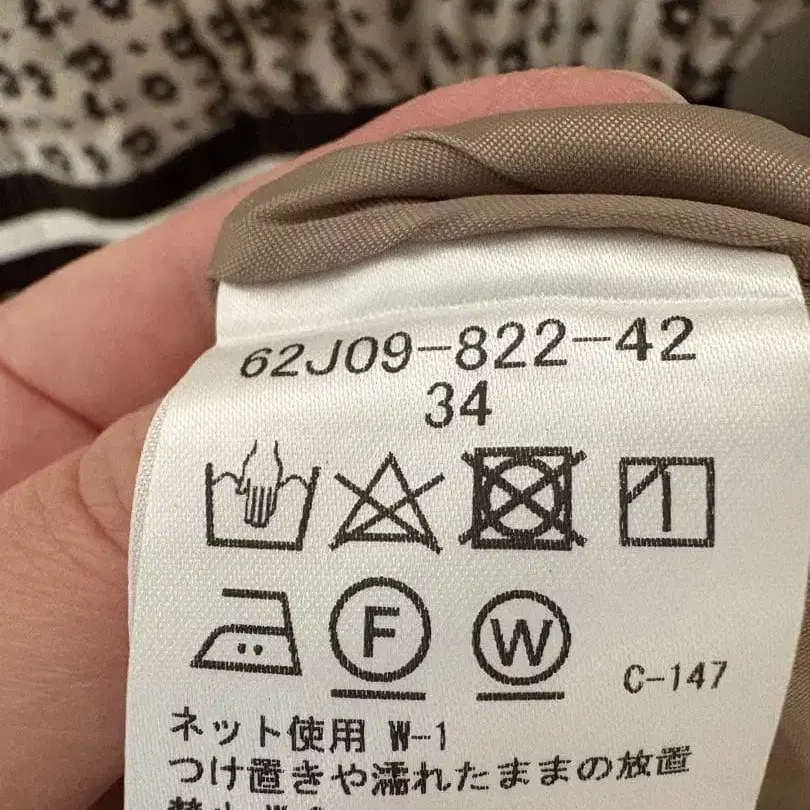 62J09-822-42
34
F W C-147
ネット使用 W-1
つけ置きや濡れたままの放置